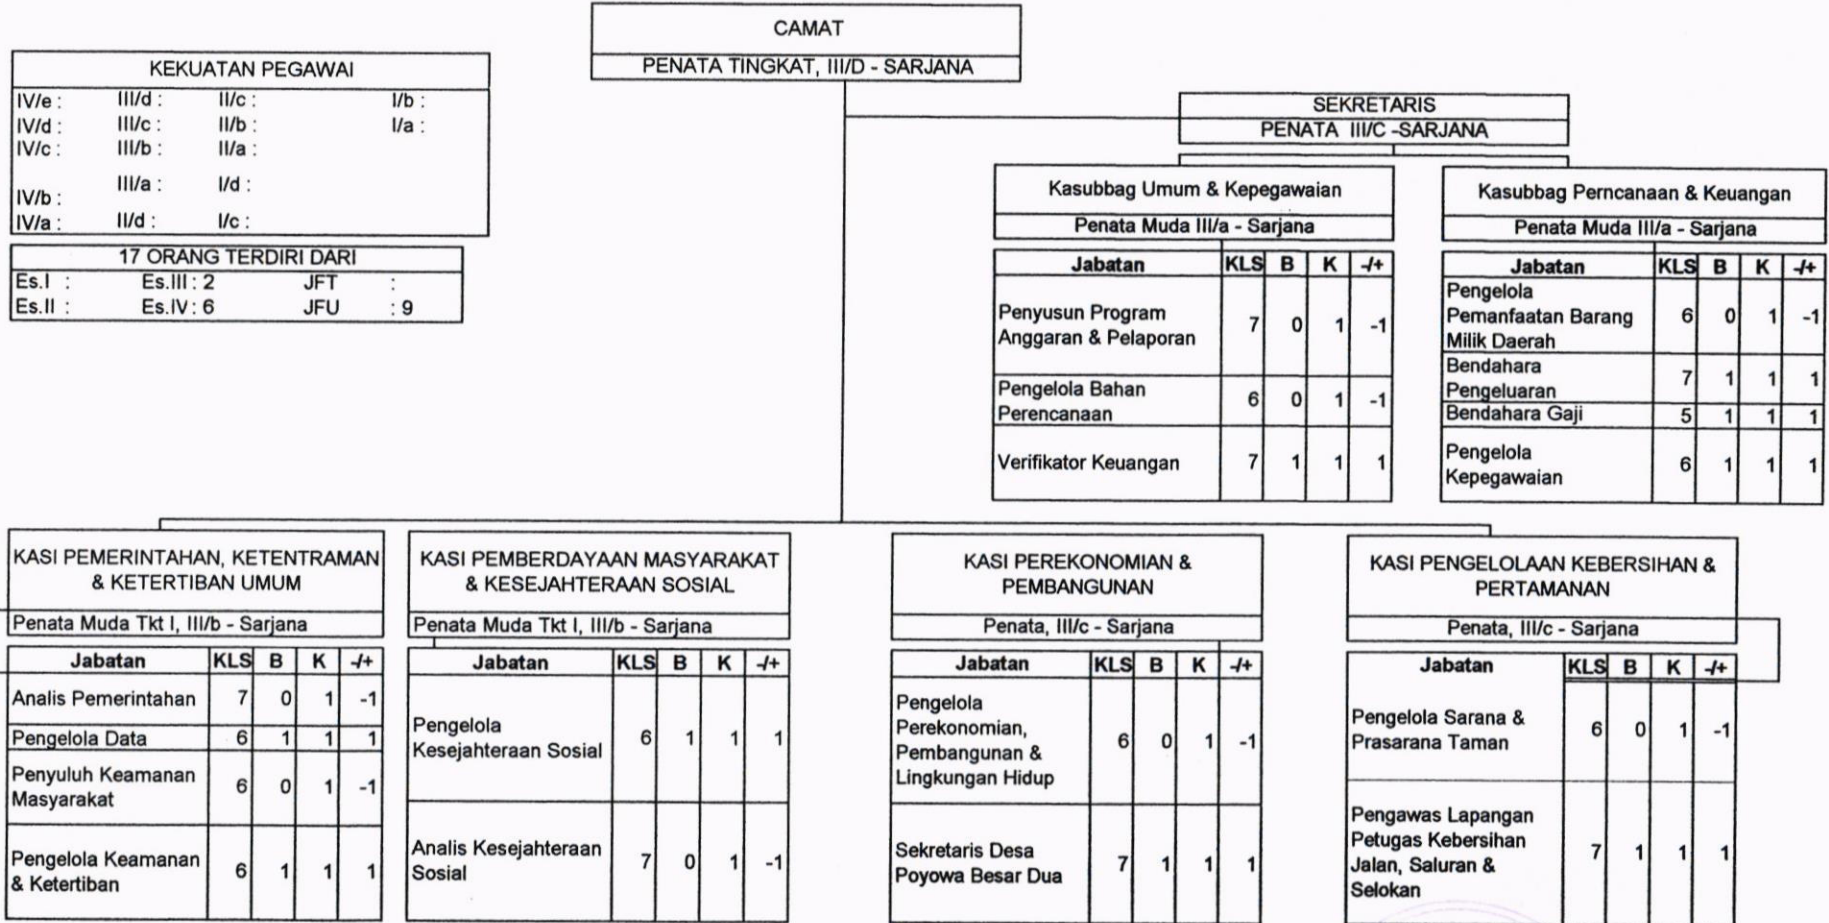 CAMAT
PENATA TINGKAT, III/D - SARJANA
KEKUATAN PEGAWAI
IV/e : III/d : II/c : I/b :
IV/d : III/c : II/b : I/a :
IV/c : III/b : II/a :
III/a : I/d :
IV/b :
IV/a : II/d : I/c :
17 ORANG TERDIRI DARI
Es.I : Es.III : 2 JFT :
Es.II : Es.IV : 6 JFU : 9
SEKRETARIS
PENATA III/C -SARJANA
Kasubbag Umum & Kepegawaian
Penata Muda III/a - Sarjana
Jabatan KLS B K -/+
Penyusun Program
Anggaran & Pelaporan 7 0 1 -1
Pengelola Bahan
Perencanaan 6 0 1 -1
Verifikator Keuangan 7 1 1 1
Kasubbag Perncanaan & Keuangan
Penata Muda III/a - Sarjana
Jabatan KLS B K -/+
Pengelola
Pemanfaatan Barang 6 0 1 -1
Milik Daerah
Bendahara
Pengeluaran 7 1 1 1
Bendahara Gaji 5 1 1 1
Pengelola
Kepegawaian 6 1 1 1
KASI PEMERINTAHAN, KETENTRAMAN
& KETERTIBAN UMUM
Penata Muda Tkt I, III/b - Sarjana
Jabatan KLS B K -/+
Analis Pemerintahan 7 0 1 -1
Pengelola Data 6 1 1 1
Penyuluh Keamanan
Masyarakat 6 0 1 -1
Pengelola Keamanan
& Ketertiban 6 1 1 1
KASI PEMBERDAYAAN MASYARAKAT
& KESEJAHTERAAN SOSIAL
Penata Muda Tkt I, III/b - Sarjana
Jabatan KLS B K -/+
Pengelola
Kesejahteraan Sosial 6 1 1 1
Analis Kesejahteraan
Sosial 7 0 1 -1
KASI PEREKONOMIAN &
PEMBANGUNAN
Penata, III/c - Sarjana
Jabatan KLS B K -/+
Pengelola
Perekonomian,
Pembangunan & 6 0 1 -1
Lingkungan Hidup
Sekretaris Desa
Poyowa Besar Dua 7 1 1 1
KASI PENGELOLAAN KEBERSIHAN &
PERTAMANAN
Penata, III/c - Sarjana
Jabatan KLS B K -/+
Pengelola Sarana &
Prasarana Taman 6 0 1 -1
Pengawas Lapangan
Petugas Kebersihan
Jalan, Saluran & 7 1 1 1
Selokan